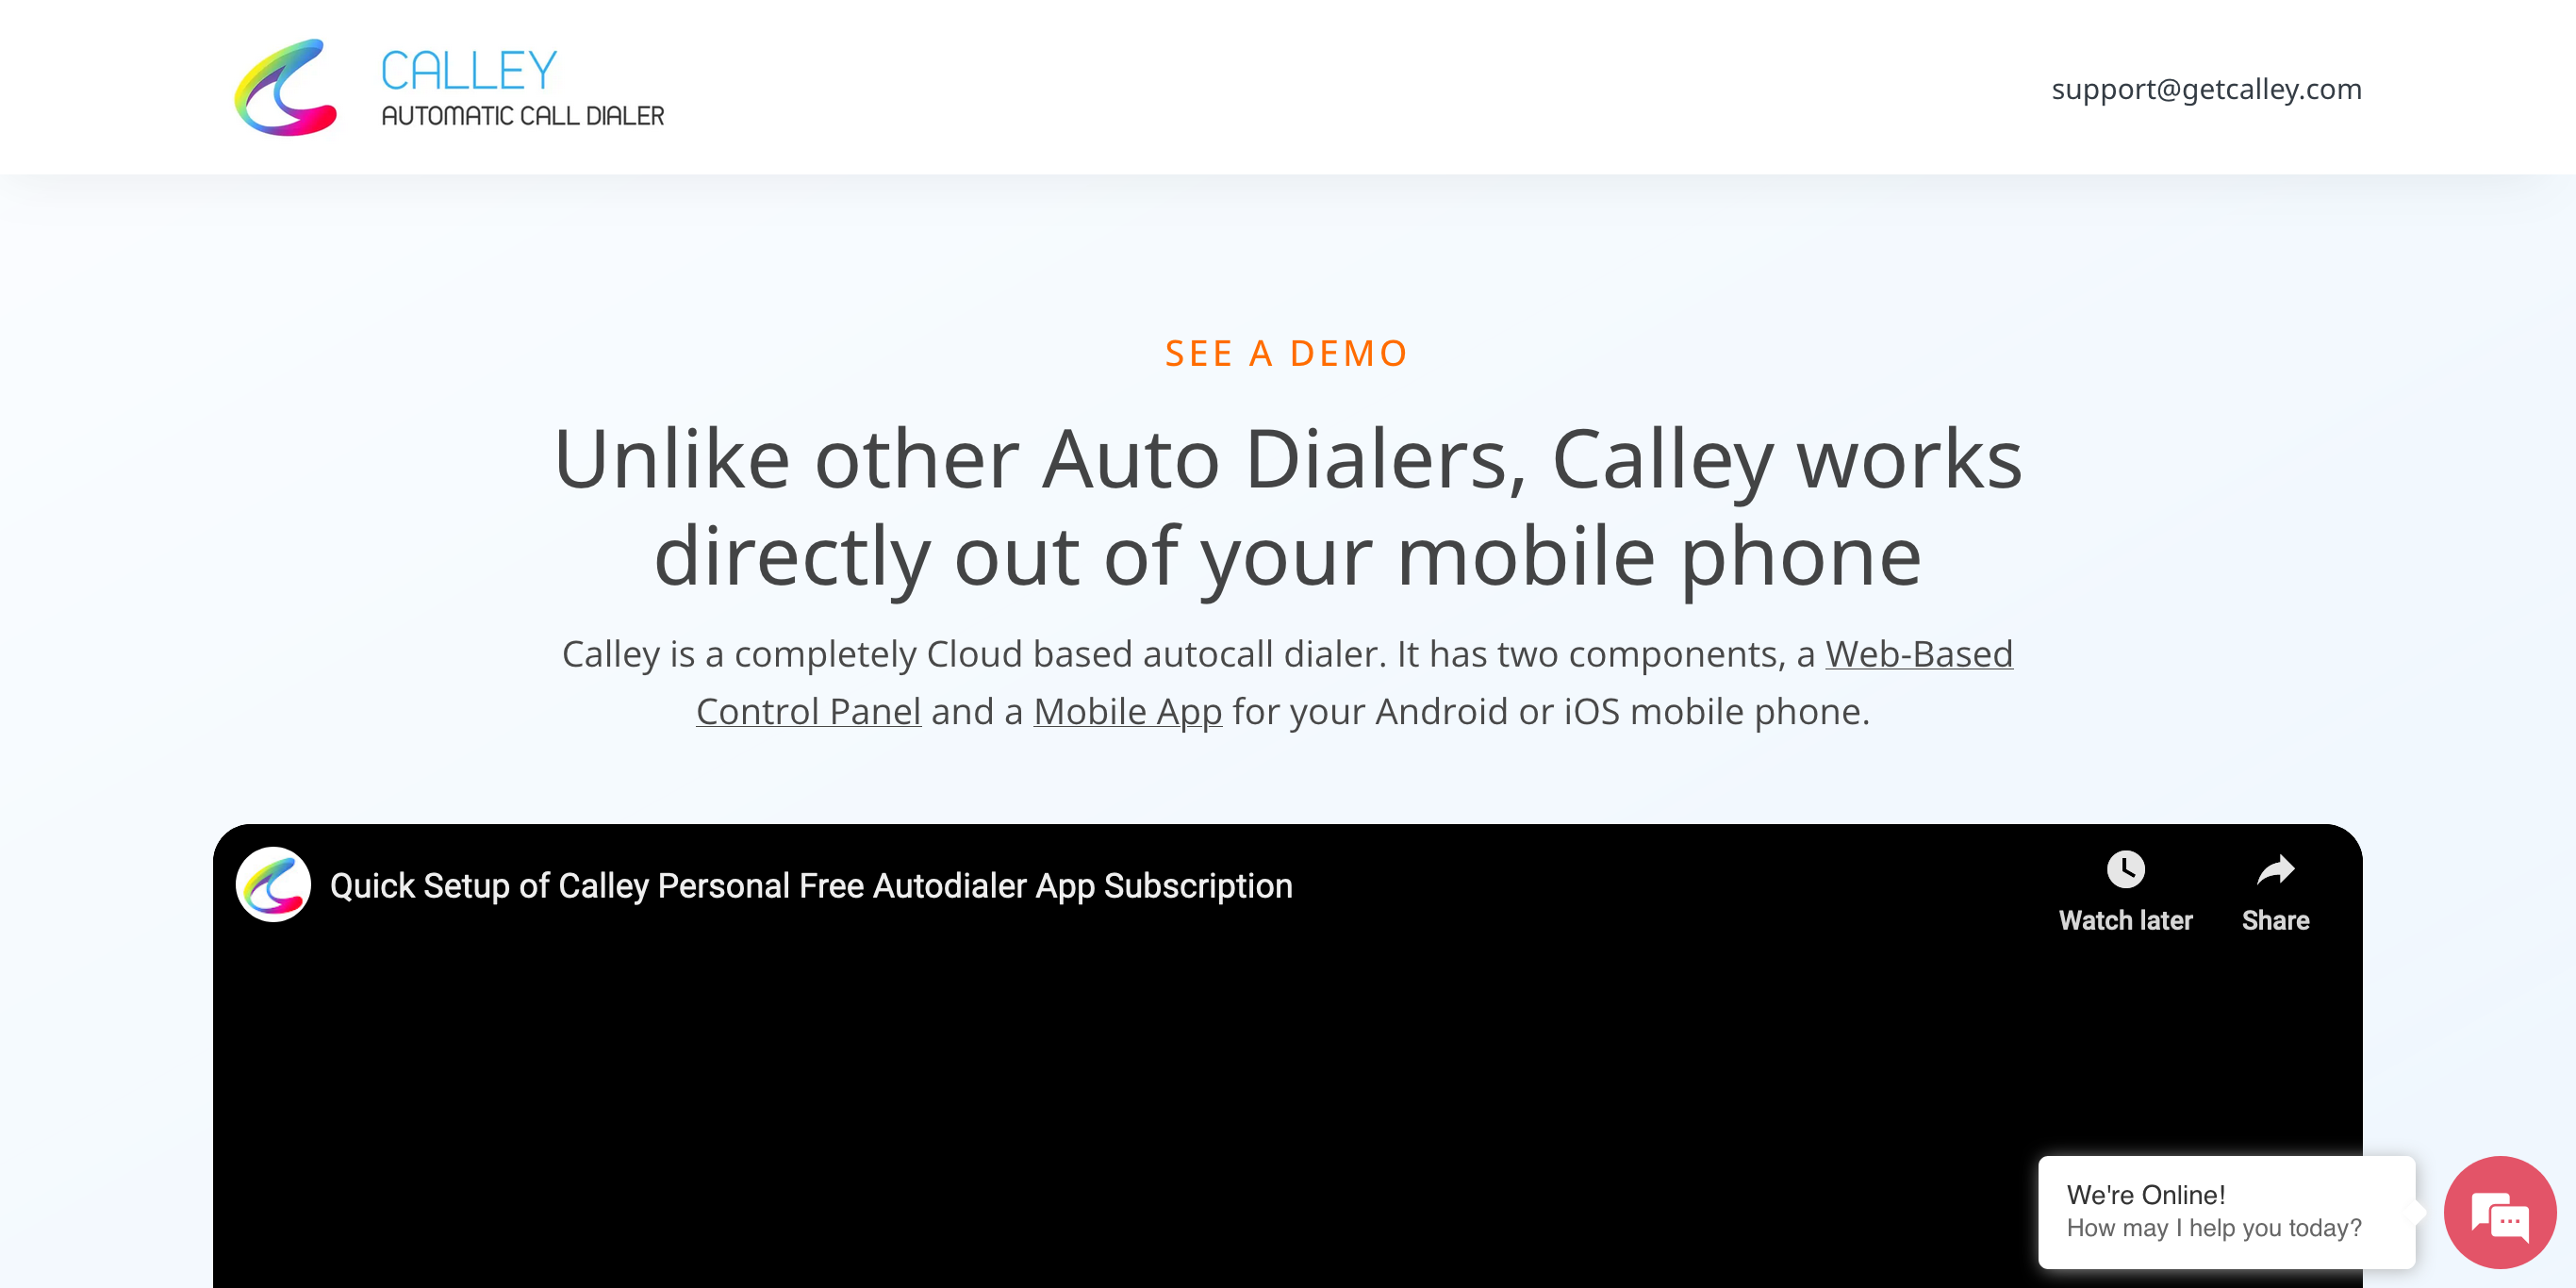 CALLEY
AUTOMATIC CALL DIALER
support@getcalley.com
SEE A DEMO
Unlike other Auto Dialers, Calley works
directly out of your mobile phone
Calley is a completely Cloud based autocall dialer. It has two components, a Web-Based
Control Panel and a Mobile App for your Android or iOS mobile phone.
Quick Setup of Calley Personal Free Autodialer App Subscription
Watch later
Share
We're Online!
How may I help you today?